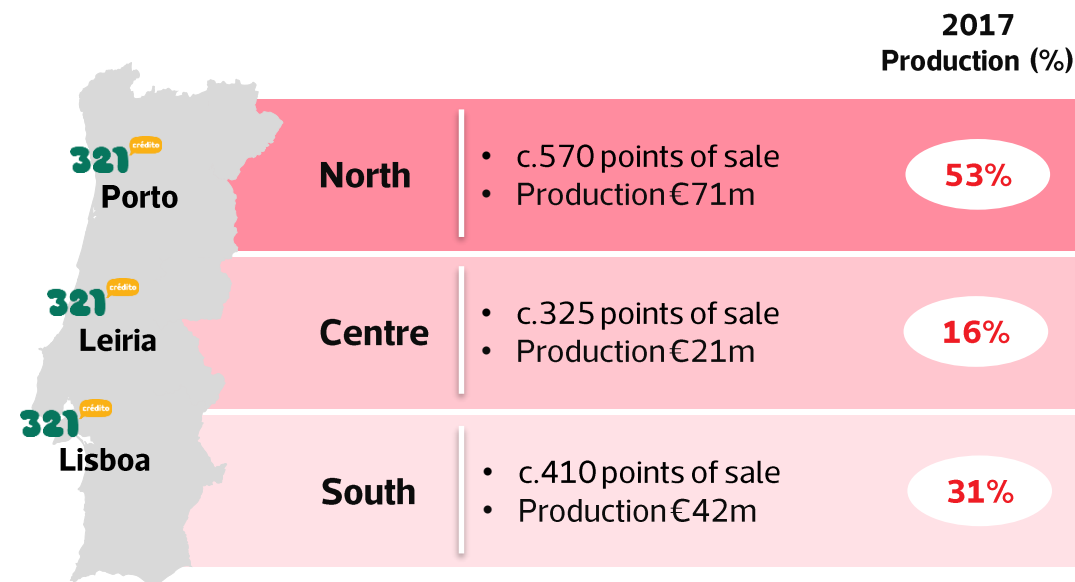 2017
Production (%)
321 crédito
Porto
North
• c.570 points of sale
• Production €71m
53%
321 crédito
Leiria
Centre
• c.325 points of sale
• Production €21m
16%
321 crédito
Lisboa
South
• c.410 points of sale
• Production €42m
31%